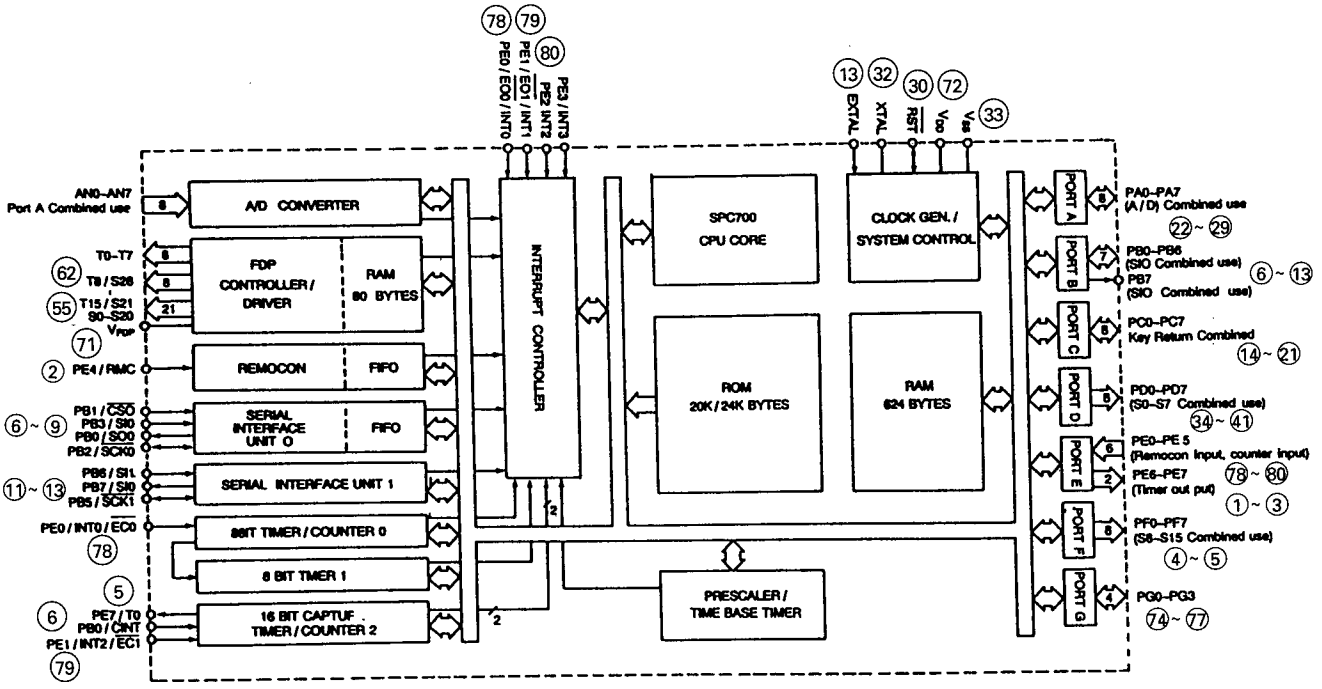 78
79
80
PE0 / EO0 / INT0
PE1 / EO1 / INT1
PE2 INT2
PE3 / INT3
13
32
30
72
33
EXTAL
XTAL
RST
VDD
VSS
AN0–AN7
Port A Combined use
8
A/D CONVERTER
T0–T7
8
62
T8 / S26
8
55
T15 / S21
S0–S20
21
VFDP
71
FDP
CONTROLLER /
DRIVER
RAM
80 BYTES
2
PE4 / RMC
REMOCON
FIFO
6 ~ 9
PB1 / CS0
PB3 / SI0
PB0 / SO0
PB2 / SCK0
SERIAL
INTERFACE
UNIT 0
FIFO
11 ~ 13
PB6 / SI1
PB7 / SI0
PB5 / SCK1
SERIAL INTERFACE UNIT 1
PE0 / INT0 / EC0
78
8BIT TIMER / COUNTER 0
8 BIT TMER 1
5
6
PE7 / T0
PB0 / CINT
PE1 / INT2 / EC1
79
16 BIT CAPTUF
TIMER / COUNTER 2
2
2
INTERRUPT CONTROLLER
SPC700
CPU CORE
CLOCK GEN. /
SYSTEM CONTROL
ROM
20K / 24K BYTES
RAM
624 BYTES
PRESCALER /
TIME BASE TIMER
PORT A
8
PA0–PA7
(A / D) Combined use
22 ~ 29
PORT B
7
PB0–PB6
(SIO Combined use)
PB7
(SIO Combined use)
6 ~ 13
PORT C
8
PC0–PC7
Key Return Combined
14 ~ 21
PORT D
8
PD0–PD7
(S0–S7 Combined use)
34 ~ 41
PORT E
6
PE0–PE 5
(Remocon input, counter input)
2
PE6–PE7
(Timer out put)
78 ~ 80
1 ~ 3
PORT F
8
PF0–PF7
(S8–S15 Combined use)
4 ~ 5
PORT G
4
PG0–PG3
74 ~ 77